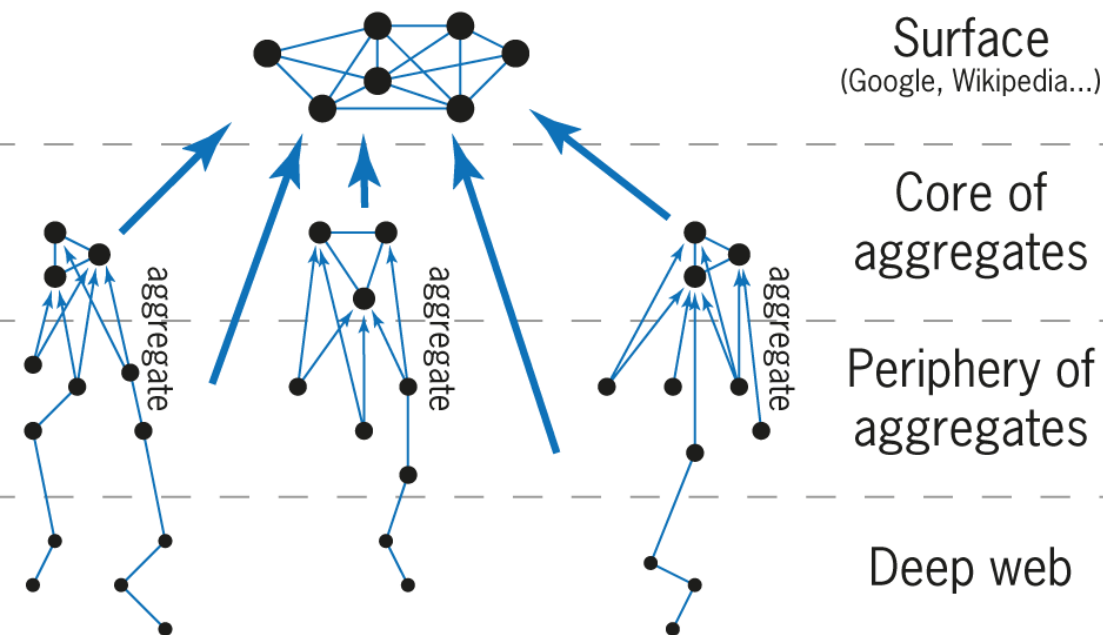 Surface
(Google, Wikipedia...)
Core of
aggregates
aggregate
aggregate
aggregate
Periphery of
aggregates
Deep web